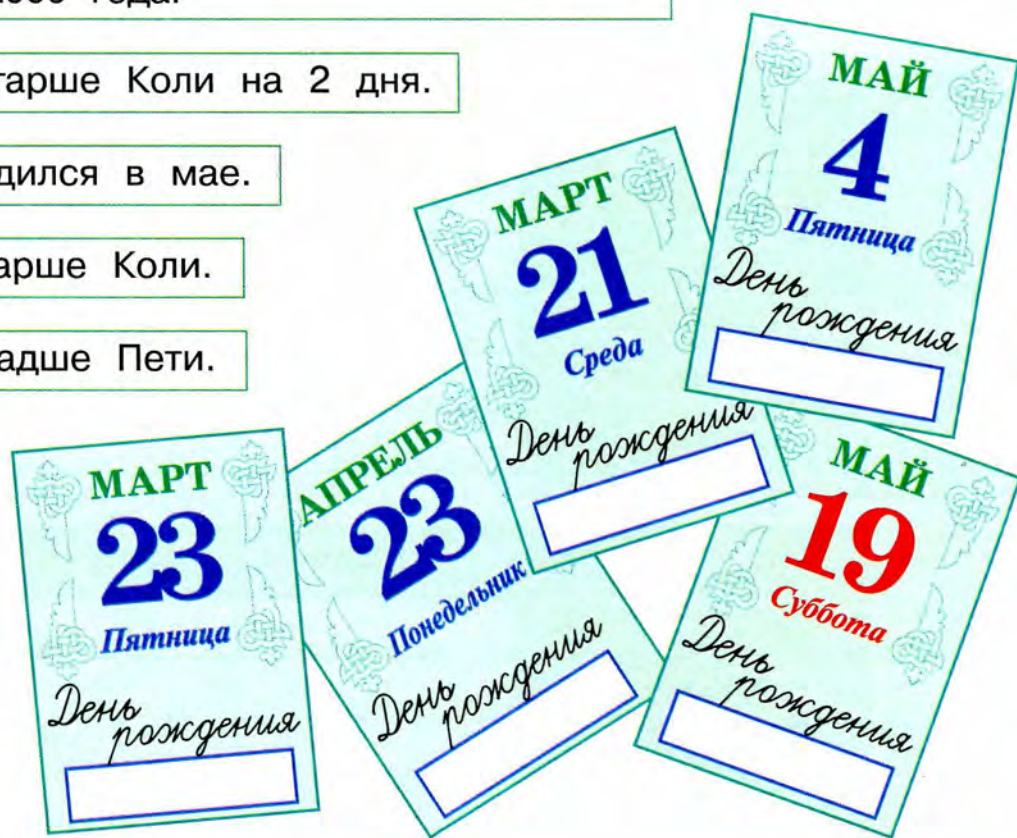 года.
тарше Коли на 2 дня.
дился в мае.
арше Коли.
адше Пети.
МАЙ
4
Пятница
День
рождения
МАРТ
21
Среда
День
рождения
МАЙ
19
Суббота
День
рождения
АПРЕЛЬ
23
Понедельник
День
рождения
МАРТ
23
Пятница
День
рождения